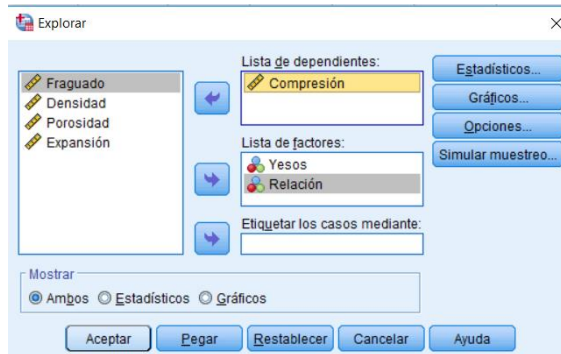 Explorar
Fraguado
Densidad
Porosidad
Expansión
Lista de dependientes:
Compresión
Lista de factores:
Yesos
Relación
Etiquetar los casos mediante:
Estadísticos...
Gráficos...
Opciones...
Simular muestreo...
Mostrar
Ambos Estadísticos Gráficos
Aceptar Pegar Restablecer Cancelar Ayuda